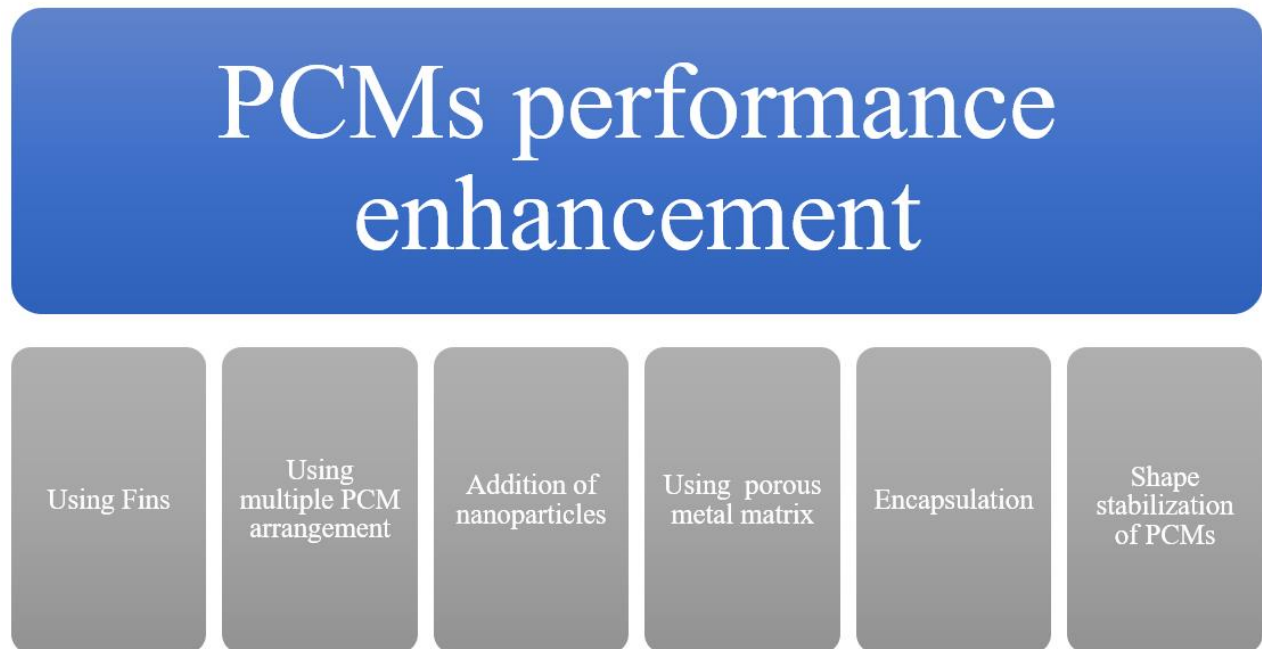 PCMs performance
enhancement
Using Fins
Using
multiple PCM
arrangement
Addition of
nanoparticles
Using porous
metal matrix
Encapsulation
Shape
stabilization
of PCMs